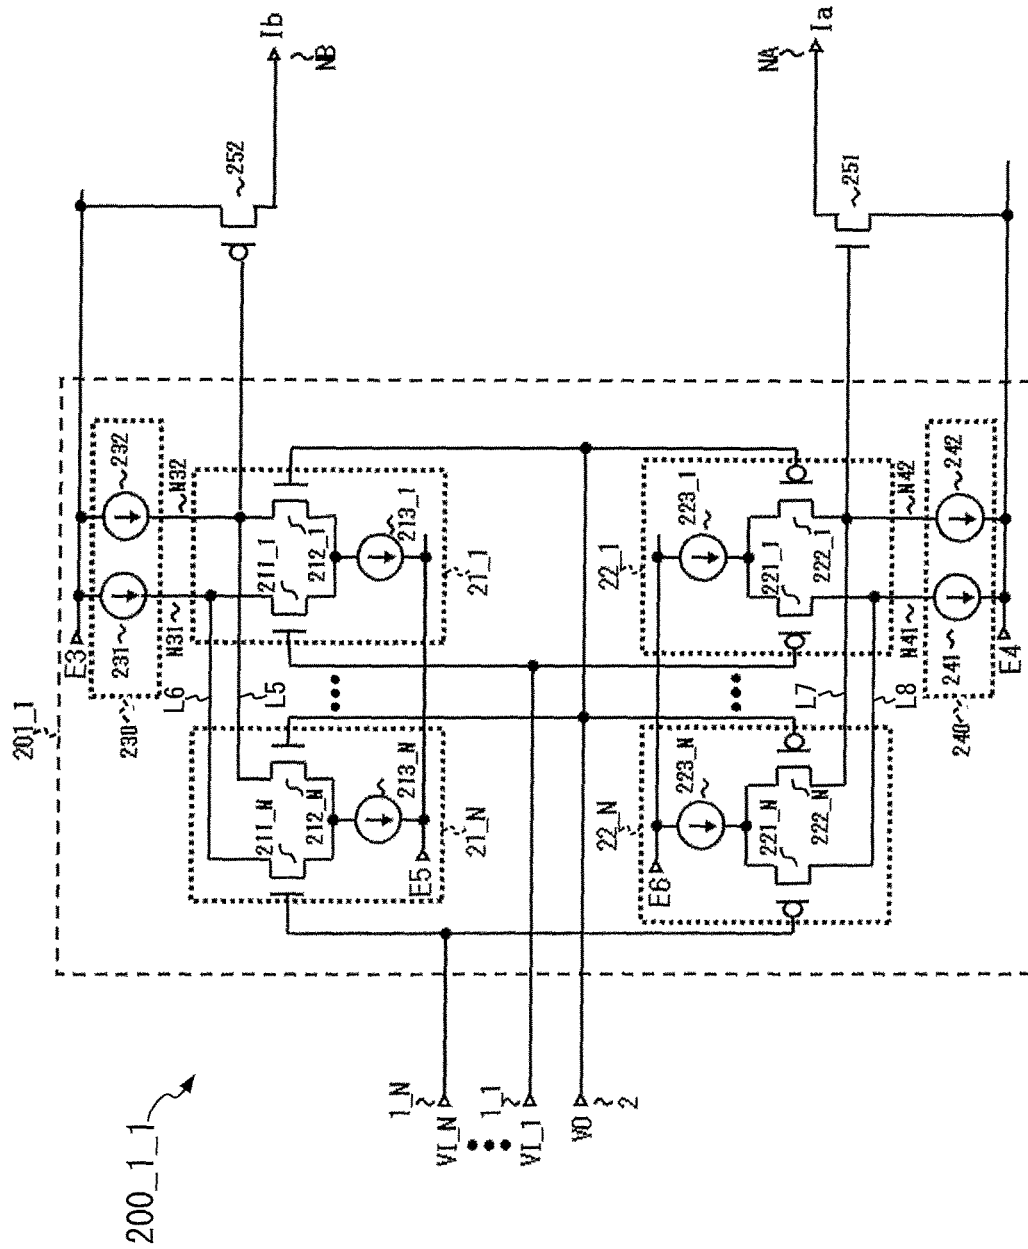 Ib
NB
NA
Ia
252
251
201_1
E3
231
232
230
N31
N32
L6
L5
211_1
212_1
213_1
21_1
211_N
212_N
213_N
21_N
E5
22_1
223_1
221_1
222_1
N41
N42
241
242
240
E4
L7
L8
22_N
223_N
221_N
222_N
E6
1_N
VI_N
1_1
VI_1
VO
2
200_1_1